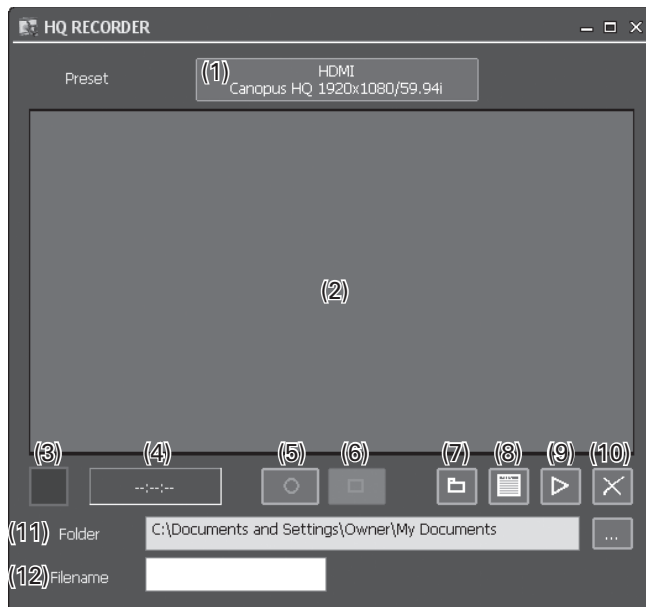 HQ RECORDER
Preset
(1)
HDMI
Canopus HQ 1920x1080/59.94i
(2)
(3) (4) (5) (6) (7) (8) (9) (10)
--:--:--
(11) Folder C:\Documents and Settings\Owner\My Documents ...
(12) Filename